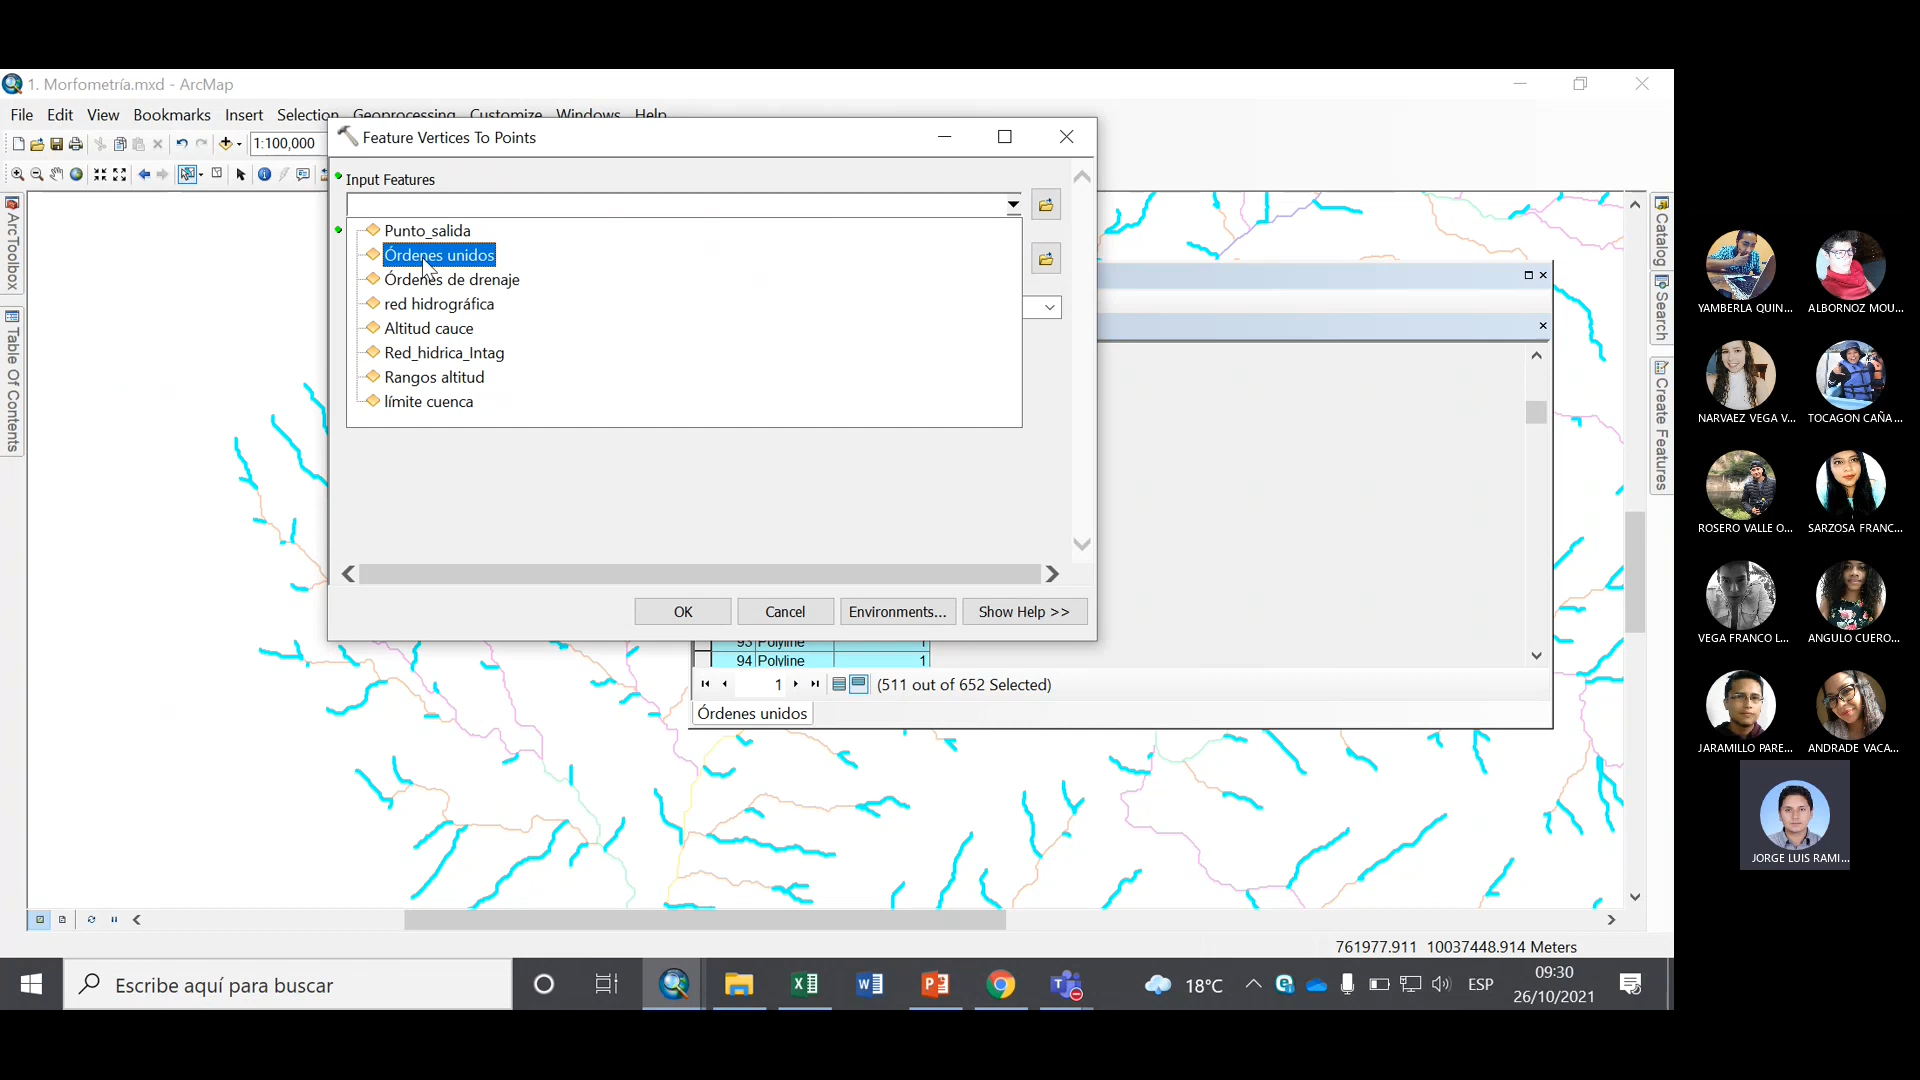 1. Morfometría.mxd - ArcMap
File Edit View Bookmarks Insert Selection Geoprocessing Customize Windows Help
1:100,000
Feature Vertices To Points
Input Features
Punto_salida
Órdenes unidos
Órdenes de drenaje
red hidrográfica
Altitud cauce
Red_hidrica_Intag
Rangos altitud
límite cuenca
OK Cancel Environments... Show Help >>
ArcToolbox
Table Of Contents
Catalog
Search
Create Features
93 Polyline 1
94 Polyline 1
1 (511 out of 652 Selected)
Órdenes unidos
761977.911 10037448.914 Meters
Escribe aquí para buscar
18°C
ESP
09:30
26/10/2021
YAMBERLA QUIN... ALBORNOZ MOU...
NARVAEZ VEGA V... TOCAGON CAÑA...
ROSERO VALLE O... SARZOSA FRANC...
VEGA FRANCO L... ANGULO CUERO...
JARAMILLO PARE... ANDRADE VACA...
JORGE LUIS RAMI...